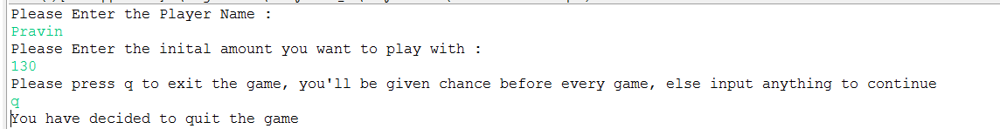 Please Enter the Player Name :
Pravin
Please Enter the inital amount you want to play with :
130
Please press q to exit the game, you'll be given chance before every game, else input anything to continue
q
You have decided to quit the game